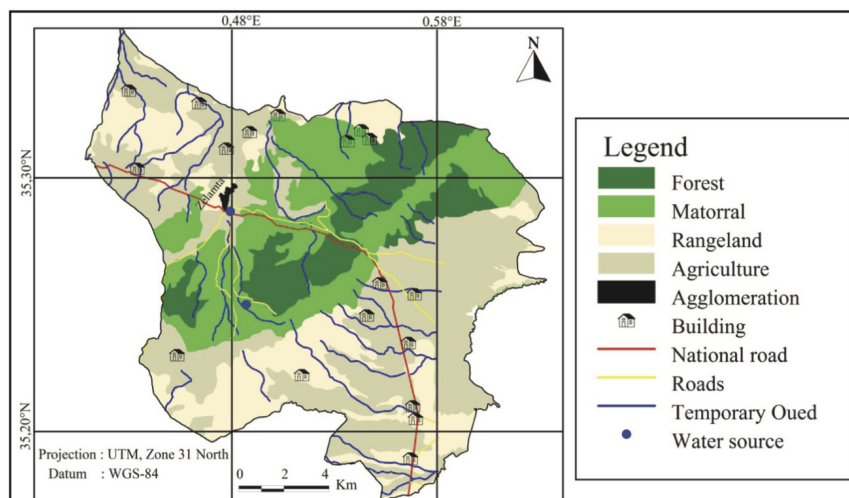 0,48°E
0,58°E
N
35,30°N
Zelamta
35,20°N
Projection : UTM, Zone 31 North
Datum : WGS-84
0 2 4
Km
Legend
Forest
Matorral
Rangeland
Agriculture
Agglomeration
Building
National road
Roads
Temporary Oued
Water source